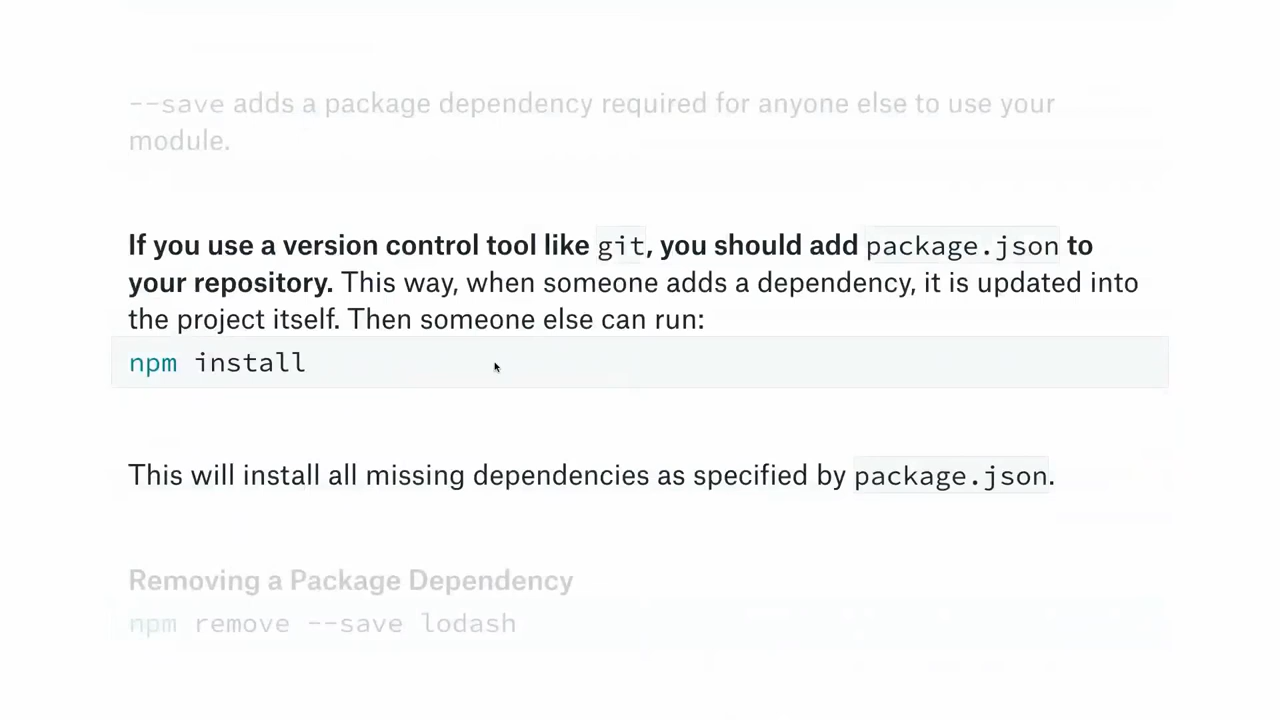 --save adds a package dependency required for anyone else to use your
module.
If you use a version control tool like git, you should add package.json to
your repository. This way, when someone adds a dependency, it is updated into
the project itself. Then someone else can run:
npm install
This will install all missing dependencies as specified by package.json.
Removing a Package Dependency
npm remove --save lodash